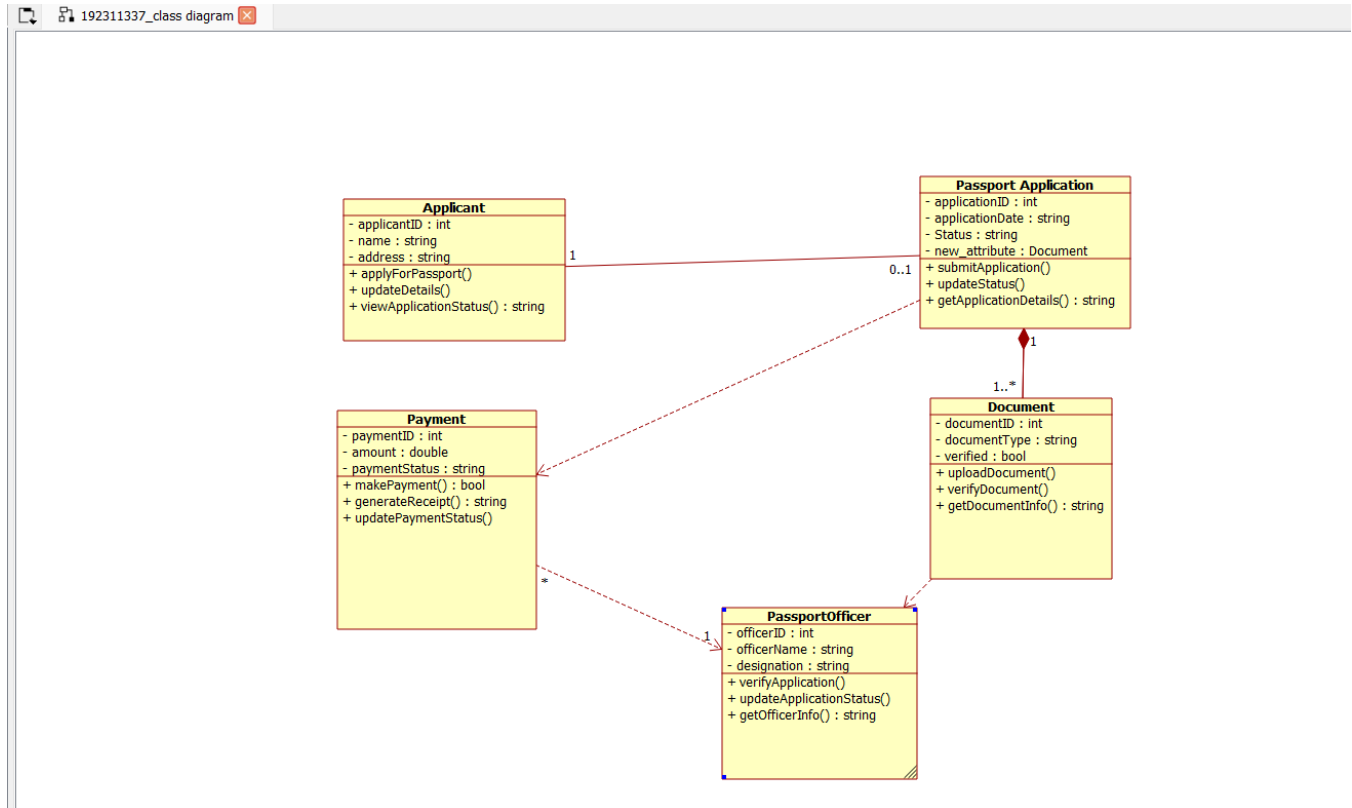 192311337_class diagram
Applicant
- applicantID : int
- name : string
- address : string
+ applyForPassport()
+ updateDetails()
+ viewApplicationStatus() : string
1
0..1
Passport Application
- applicationID : int
- applicationDate : string
- Status : string
- new_attribute : Document
+ submitApplication()
+ updateStatus()
+ getApplicationDetails() : string
1
1..*
Payment
- paymentID : int
- amount : double
- paymentStatus : string
+ makePayment() : bool
+ generateReceipt() : string
+ updatePaymentStatus()
Document
- documentID : int
- documentType : string
- verified : bool
+ uploadDocument()
+ verifyDocument()
+ getDocumentInfo() : string
*
1
PassportOfficer
- officerID : int
- officerName : string
- designation : string
+ verifyApplication()
+ updateApplicationStatus()
+ getOfficerInfo() : string